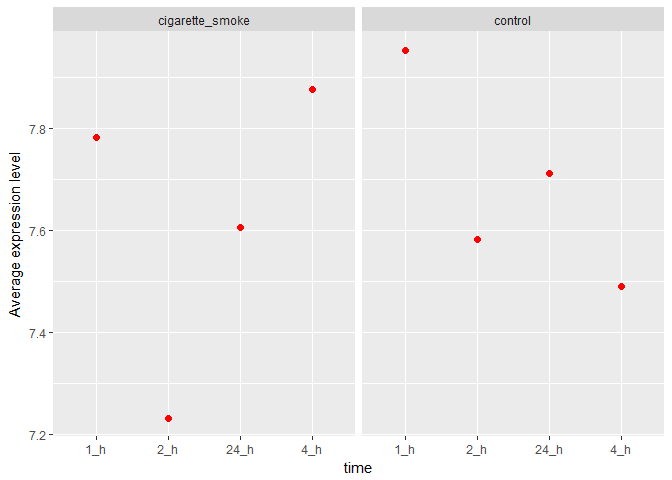 cigarette_smoke
control
Average expression level
7.8
7.6
7.4
7.2
1_h
2_h
24_h
4_h
1_h
2_h
24_h
4_h
time